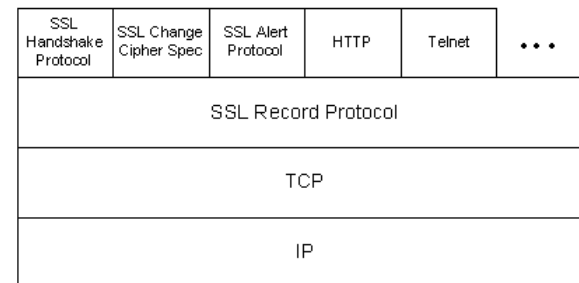 SSL
Handshake
Protocol
SSL Change
Cipher Spec
SSL Alert
Protocol
HTTP
Telnet
•••
SSL Record Protocol
TCP
IP